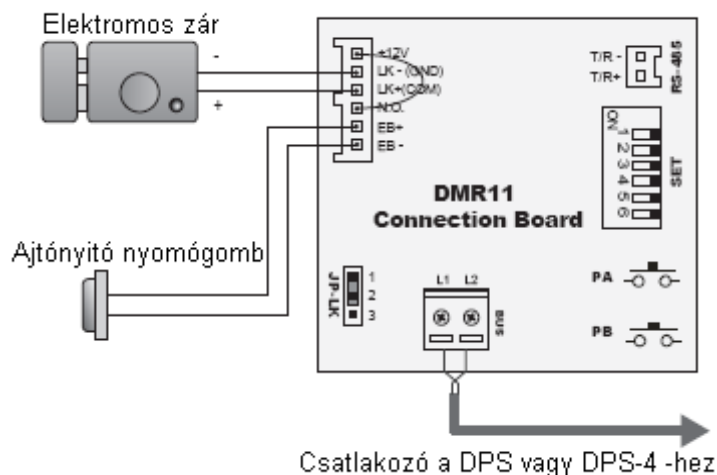 Elektromos zár
-
+
+12V
LK - (GND)
LK+(COM)
N.O.
EB+
EB -
T/R -
T/R+
RS-485
ON
1
2
3
4
5
6
SET
DMR11
Connection Board
Ajtónyitó nyomógomb
JP-LK
1
2
3
L1 L2
BUS
PA
PB
Csatlakozó a DPS vagy DPS-4 -hez